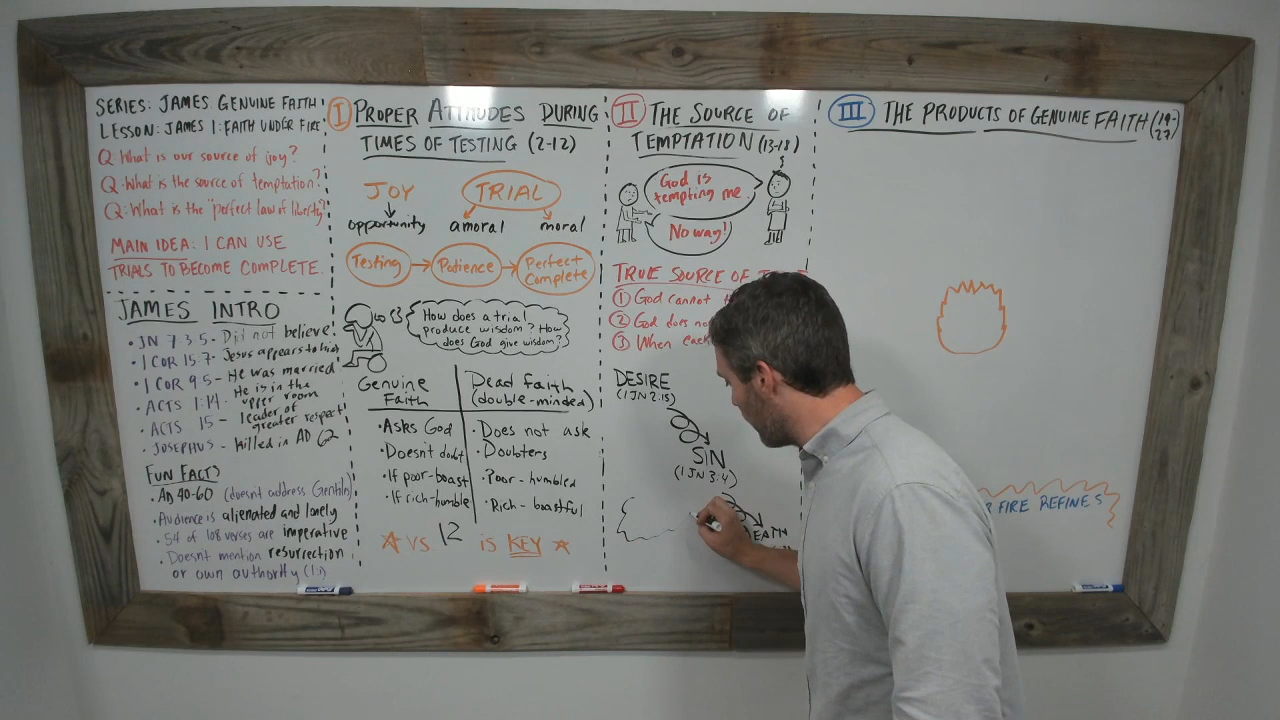 SERIES: JAMES GENUINE FAITH
LESSON: JAMES 1: FAITH UNDER FIRE
Q: What is our source of joy?
Q: What is the source of temptation?
Q: What is the "perfect law of liberty"?
MAIN IDEA: I CAN USE
TRIALS TO BECOME COMPLETE.
JAMES INTRO
• JN 7:3-5 - Did not believe!
• 1 COR 15:7 - Jesus appears to him
• 1 COR 9:5 - He was married
• ACTS 1:14 - He is in the
upper room
• ACTS 15 - leader of
greater respect!
• JOSEPHUS - killed in AD 62
FUN FACTS
• AD 40-60 (doesn't address Gentiles)
• Audience is alienated and lonely
• 54 of 108 verses are imperative
• Doesn't mention resurrection
or own authority (1:1)
I PROPER ATTITUDES DURING
TIMES OF TESTING (2-12)
JOY TRIAL
opportunity amoral moral
Testing Patience Perfect
Complete
How does a trial
produce wisdom? How
does God give wisdom?
Genuine
Faith
Dead Faith
(double-minded)
• Asks God • Does not ask
• Doesn't doubt • Doubters
• If poor-boast • Poor-humbled
• If rich-humble • Rich-boastful
VS 12 is KEY
II THE SOURCE OF
TEMPTATION (13-18)
God is
tempting me.
No way!
TRUE SOURCE OF
① God cannot
② God does
③ When
DESIRE
(1 JN 2:15)
SIN
(1 JN 3:4)
EATH
III THE PRODUCTS OF GENUINE FAITH (19-
27)
FIRE REFINES